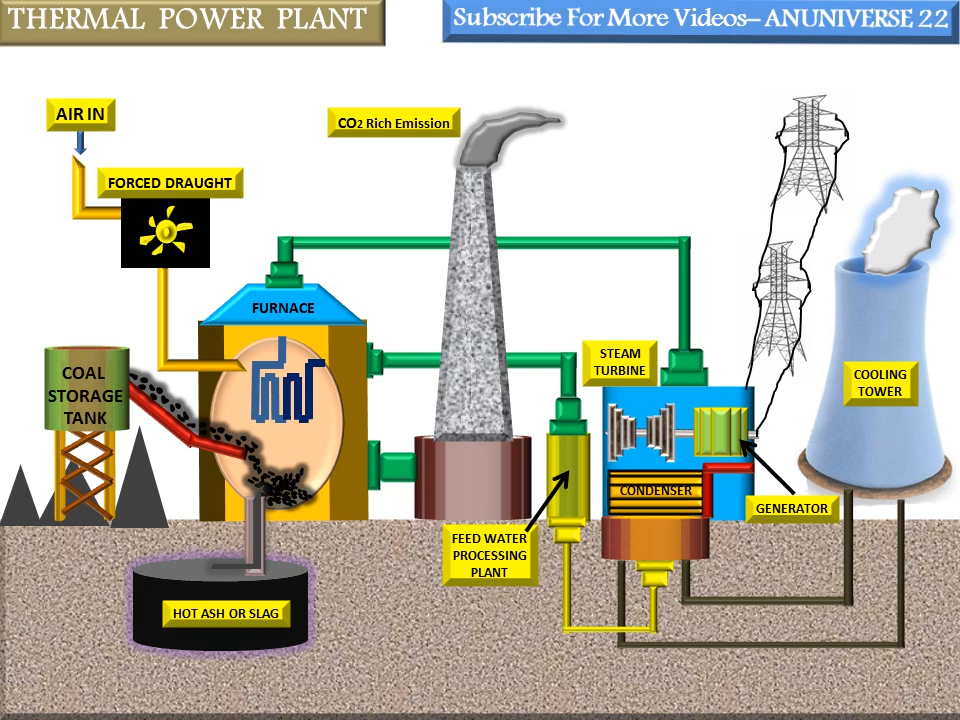 THERMAL POWER PLANT
Subscribe For More Videos– ANUNIVERSE 22
AIR IN
CO2 Rich Emission
FORCED DRAUGHT
FURNACE
STEAM
TURBINE
COAL
STORAGE
TANK
COOLING
TOWER
CONDENSER
GENERATOR
FEED WATER
PROCESSING
PLANT
HOT ASH OR SLAG